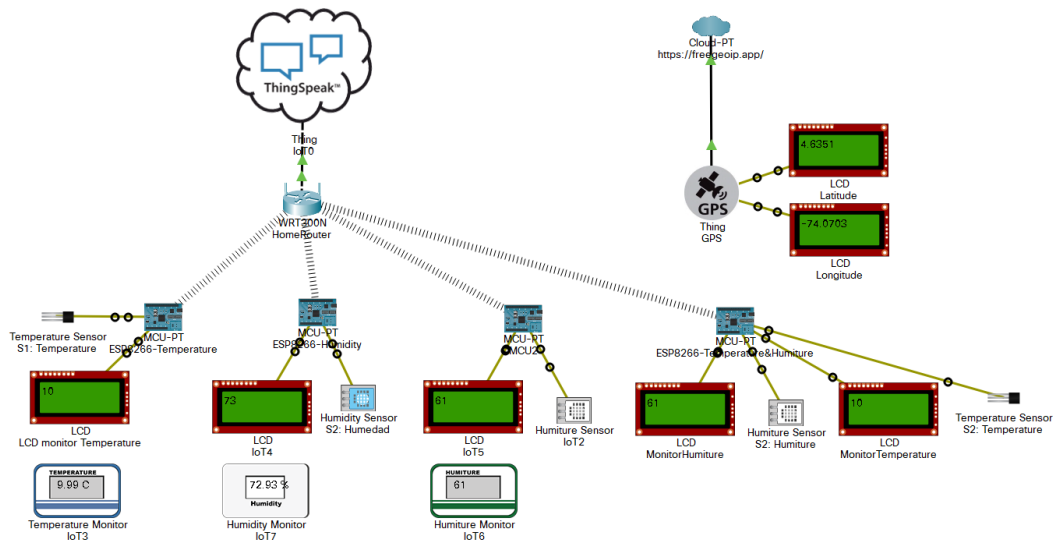 ThingSpeak™
Thing
IoT0
WRT300N
HomeRouter
Cloud-PT
https://freegeoip.app/
GPS
Thing
GPS
4.6351
LCD
Latitude
-74.0703
LCD
Longitude
Temperature Sensor
S1: Temperature
MCU-PT
ESP8266-Temperature
10
LCD
LCD monitor Temperature
MCU-PT
ESP8266-Humidity
73
LCD
IoT4
Humidity Sensor
S2: Humedad
MCU-PT
MCU2
61
LCD
IoT5
Humiture Sensor
IoT2
MCU-PT
ESP8266-Temperature&Humiture
61
LCD
MonitorHumiture
Humiture Sensor
S2: Humiture
10
LCD
MonitorTemperature
Temperature Sensor
S2: Temperature
TEMPERATURE
9.99 C
Temperature Monitor
IoT3
72.93 %
Humidity
Humidity Monitor
IoT7
HUMITURE
61
Humiture Monitor
IoT6